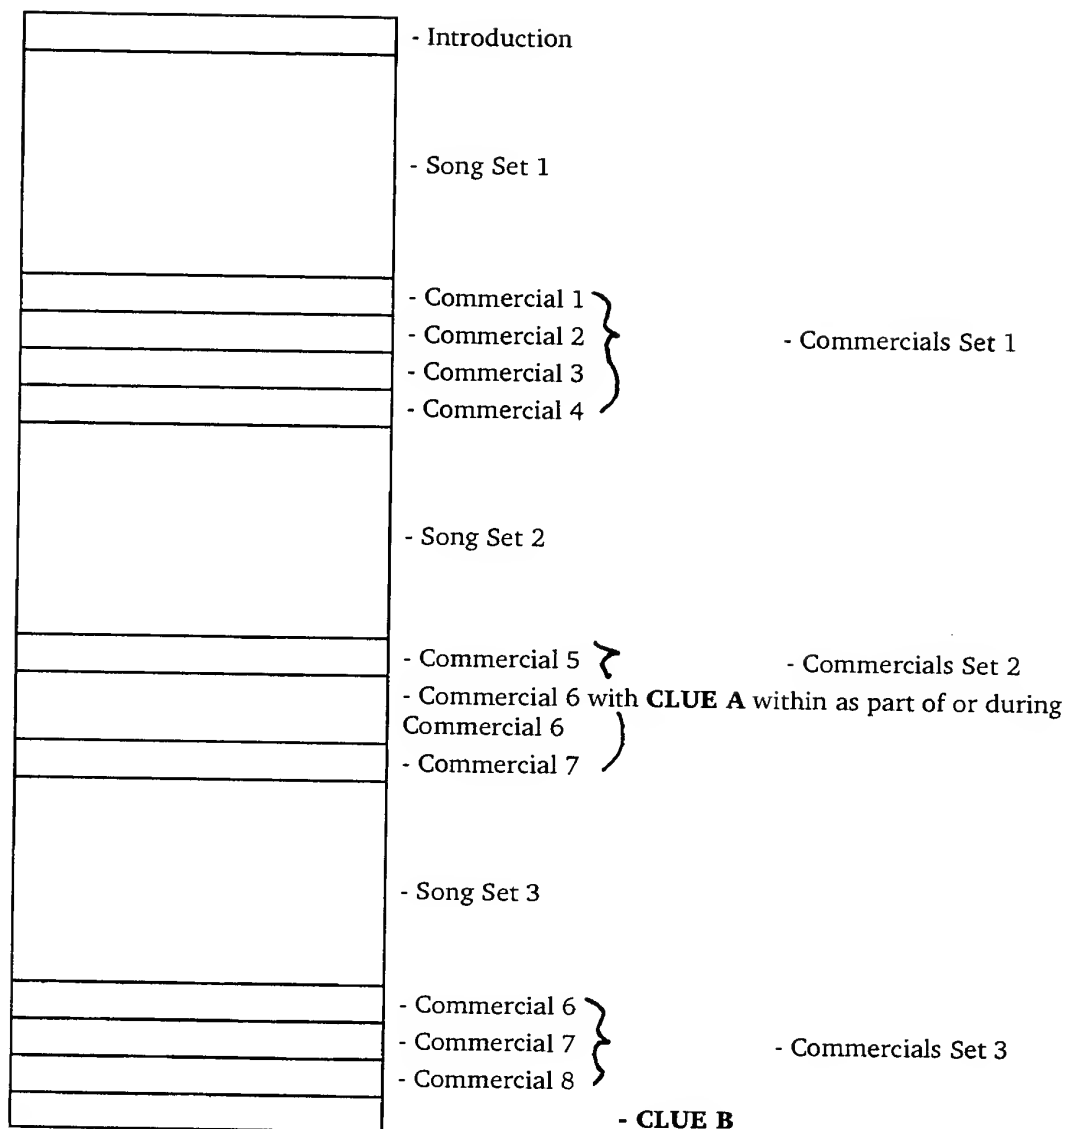 - Introduction
- Song Set 1
- Commercial 1
- Commercial 2 - Commercials Set 1
- Commercial 3
- Commercial 4
- Song Set 2
- Commercial 5 - Commercials Set 2
- Commercial 6 with CLUE A within as part of or during
Commercial 6
- Commercial 7
- Song Set 3
- Commercial 6
- Commercial 7 - Commercials Set 3
- Commercial 8
- CLUE B